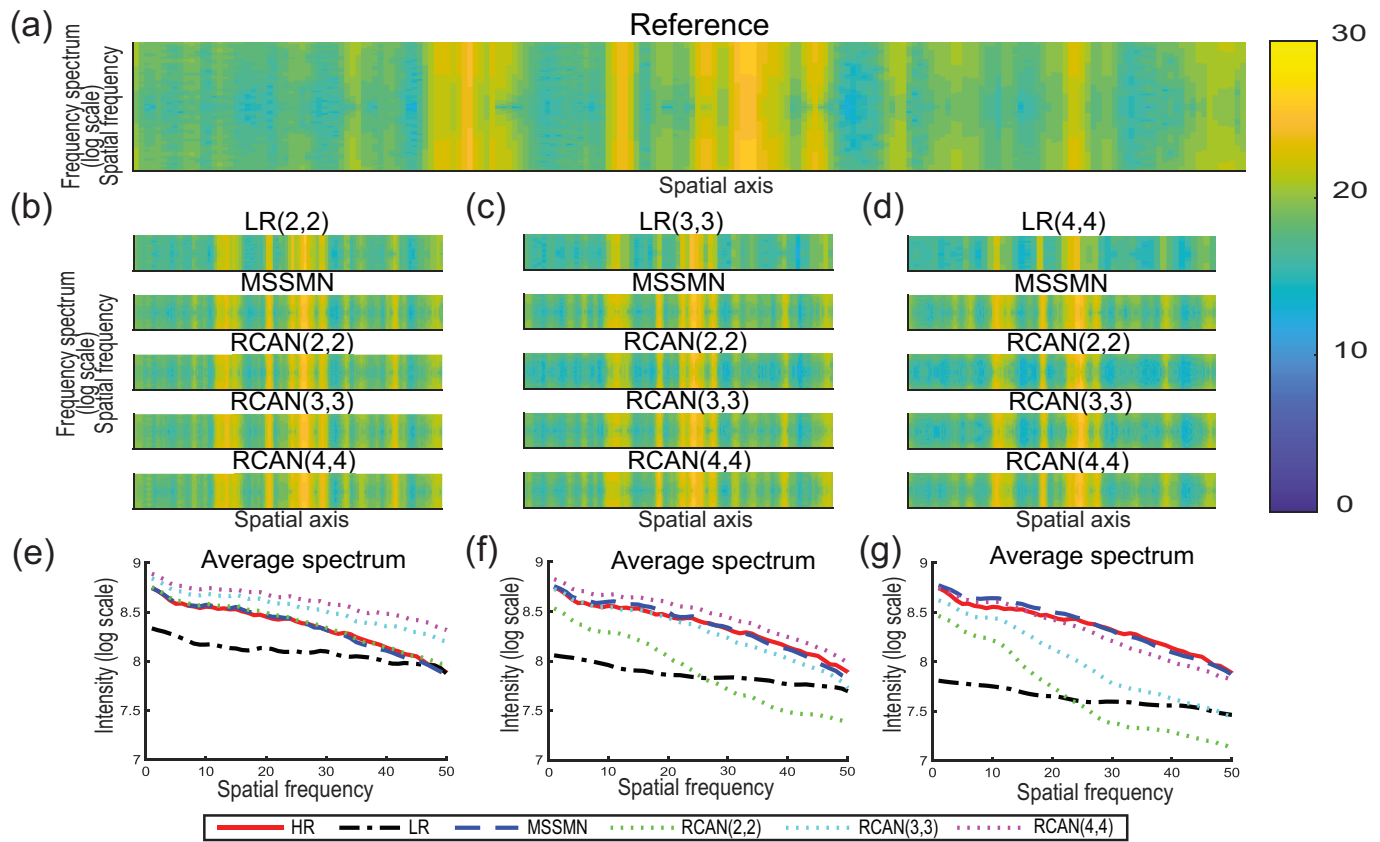 (a)
Reference
Frequency spectrum
(log scale)
Spatial frequency
Spatial axis
30
20
10
0
(b)
(c)
(d)
LR(2,2)
MSSMN
RCAN(2,2)
RCAN(3,3)
RCAN(4,4)
Frequency spectrum
(log scale)
Spatial frequency
Spatial axis
LR(3,3)
MSSMN
RCAN(2,2)
RCAN(3,3)
RCAN(4,4)
Spatial axis
LR(4,4)
MSSMN
RCAN(2,2)
RCAN(3,3)
RCAN(4,4)
Spatial axis
(e)
Average spectrum
Intensity (log scale)
9
8.5
8
7.5
7
0 10 20 30 40 50
Spatial frequency
(f)
Average spectrum
Intensity (log scale)
9
8.5
8
7.5
7
0 10 20 30 40 50
Spatial frequency
(g)
Average spectrum
Intensity (log scale)
9
8.5
8
7.5
7
0 10 20 30 40 50
Spatial frequency
HR LR MSSMN RCAN(2,2) RCAN(3,3) RCAN(4,4)